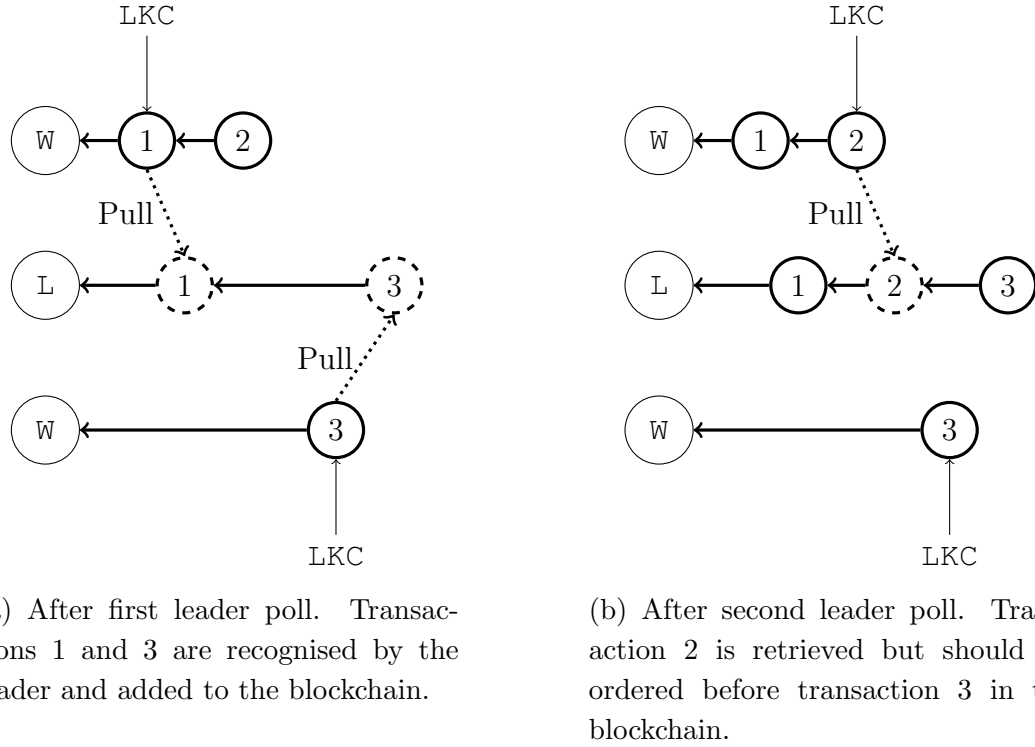 LKC
W
1
2
Pull
L
1
3
Pull
W
3
LKC
) After first leader poll. Transac-
ons 1 and 3 are recognised by the
ader and added to the blockchain.
LKC
W
1
2
Pull
L
1
2
3
W
3
LKC
(b) After second leader poll. Tran
action 2 is retrieved but should
ordered before transaction 3 in t
blockchain.